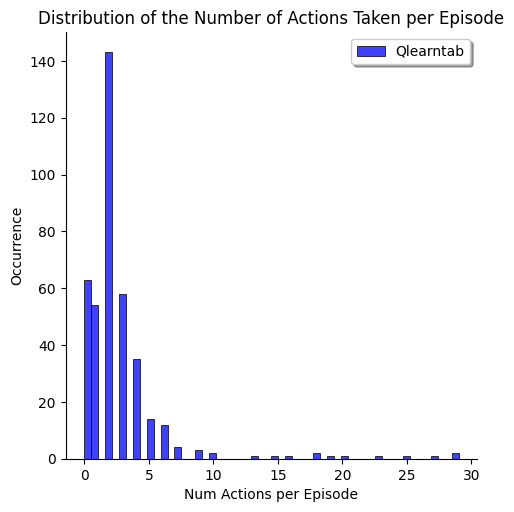 Distribution of the Number of Actions Taken per Episode
Qlearntab
Occurrence
140
120
100
80
60
40
20
0
0 5 10 15 20 25 30
Num Actions per Episode